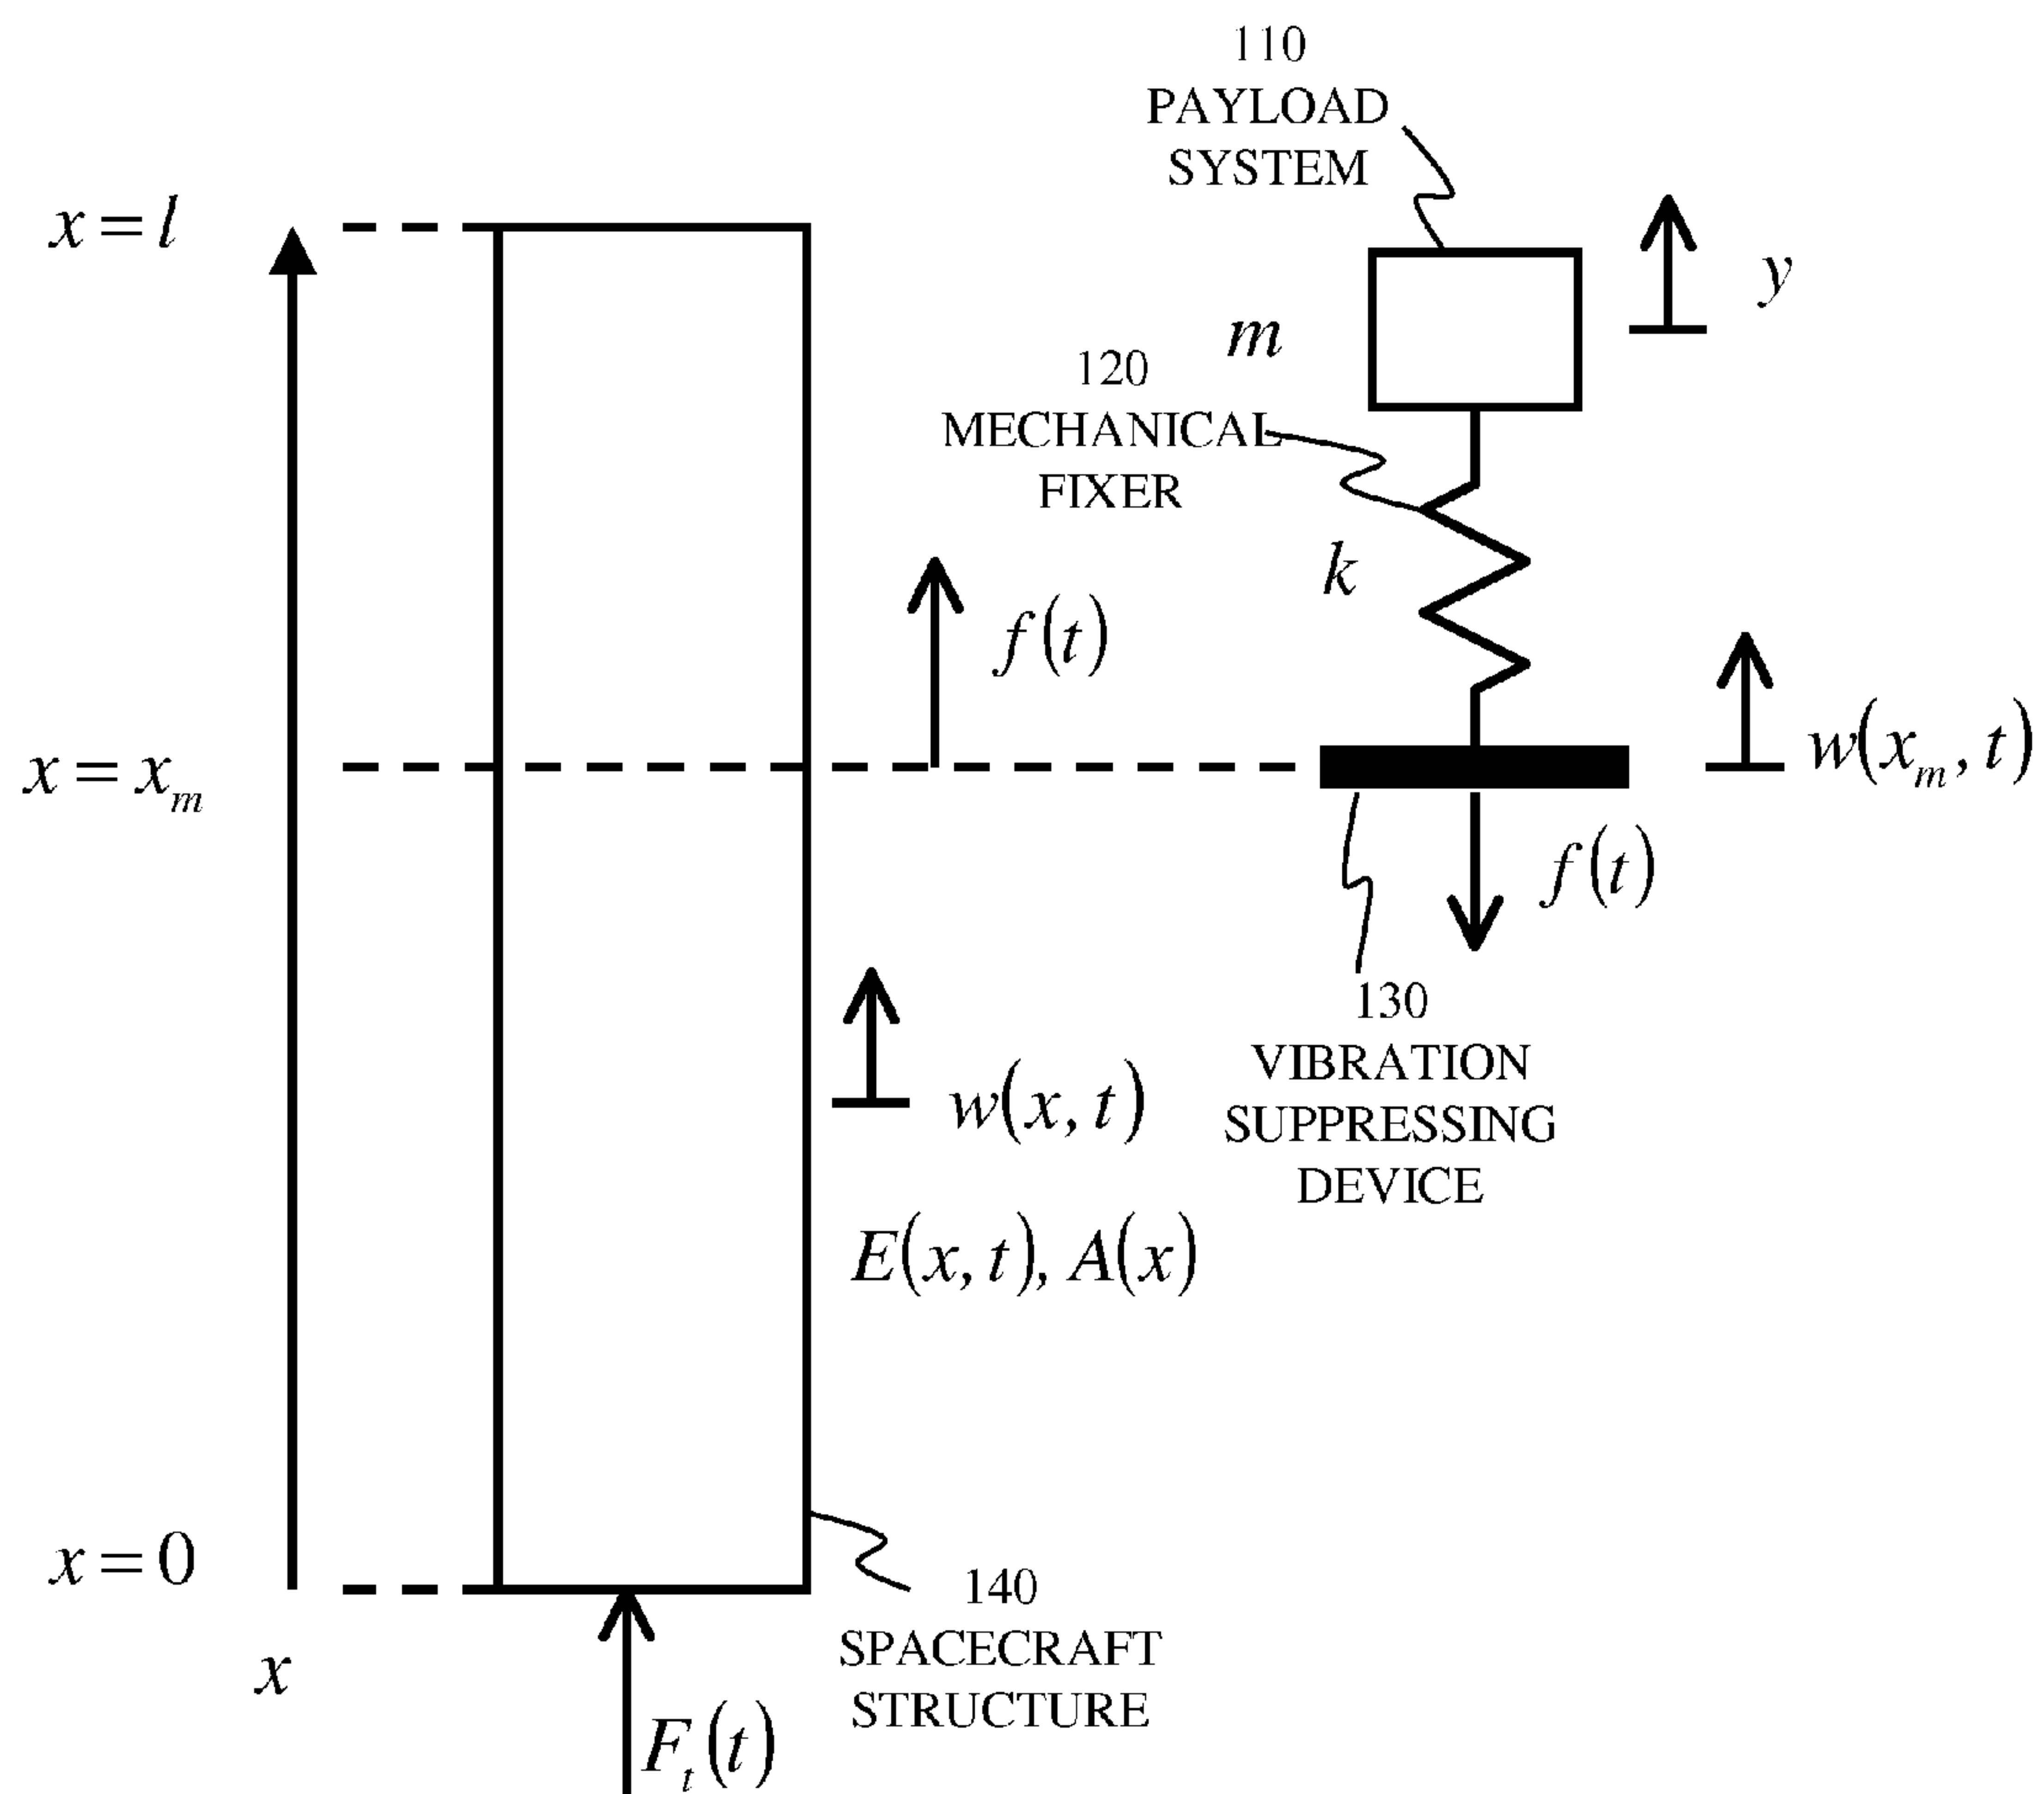 110
PAYLOAD
SYSTEM
x = l
y
m
120
MECHANICAL
FIXER
k
f(t)
x = x_m
w(x_m, t)
f(t)
130
VIBRATION
SUPPRESSING
DEVICE
w(x, t)
E(x, t), A(x)
x = 0
140
SPACECRAFT
STRUCTURE
x
F_t(t)